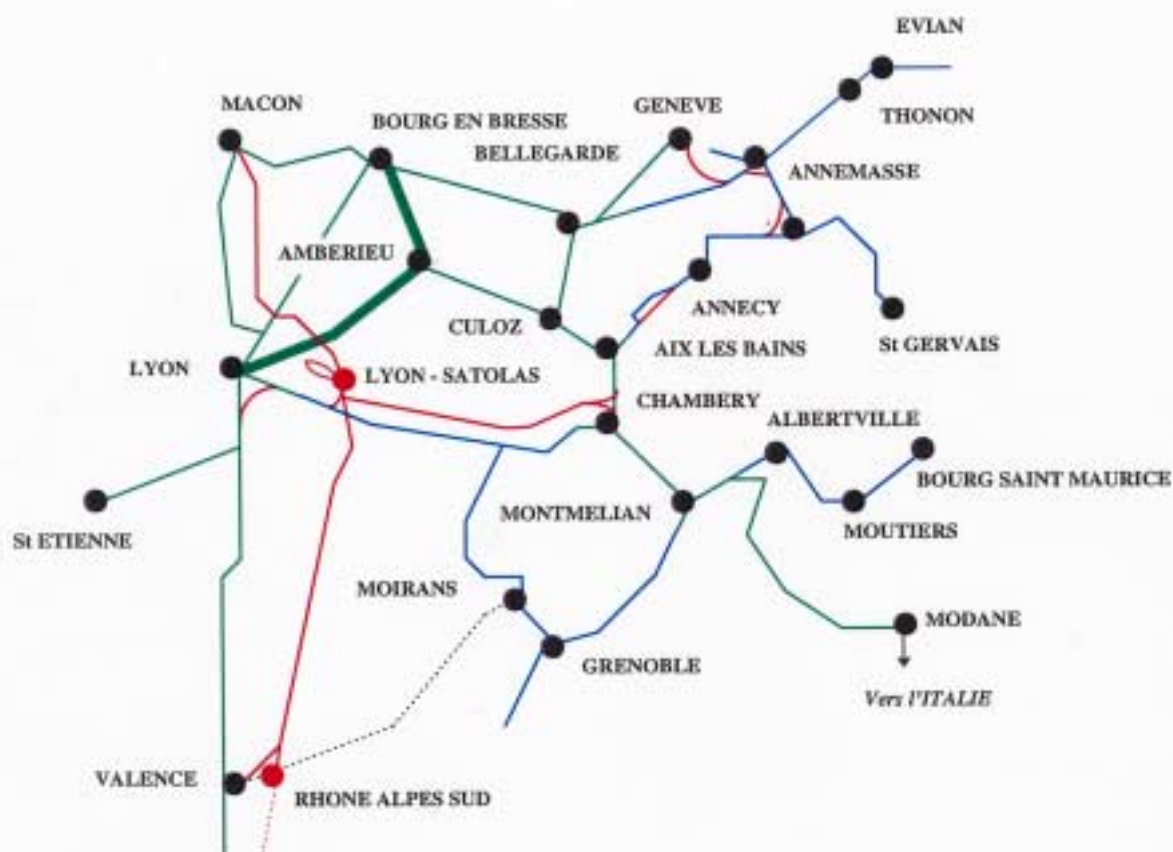 EVIAN
MACON
GENEVE
BOURG EN BRESSE
THONON
BELLEGARDE
ANNEMASSE
AMBERIEU
ANNECY
CULOZ
AIX LES BAINS
St GERVAIS
LYON
LYON - SATOLAS
CHAMBERY
ALBERTVILLE
BOURG SAINT MAURICE
MONTMELIAN
MOUTIERS
St ETIENNE
MOIRANS
MODANE
GRENOBLE
Vers l'ITALIE
VALENCE
RHONE ALPES SUD